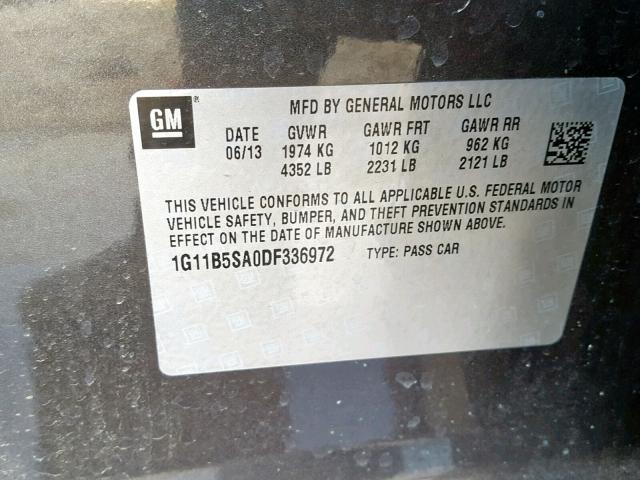 GM
MFD BY GENERAL MOTORS LLC
DATE GVWR GAWR FRT GAWR RR
06/13 1974 KG 1012 KG 962 KG
4352 LB 2231 LB 2121 LB
THIS VEHICLE CONFORMS TO ALL APPLICABLE U.S. FEDERAL MOTOR
VEHICLE SAFETY, BUMPER, AND THEFT PREVENTION STANDARDS IN
EFFECT ON THE DATE OF MANUFACTURE SHOWN ABOVE.
1G11B5SA0DF336972 TYPE: PASS CAR